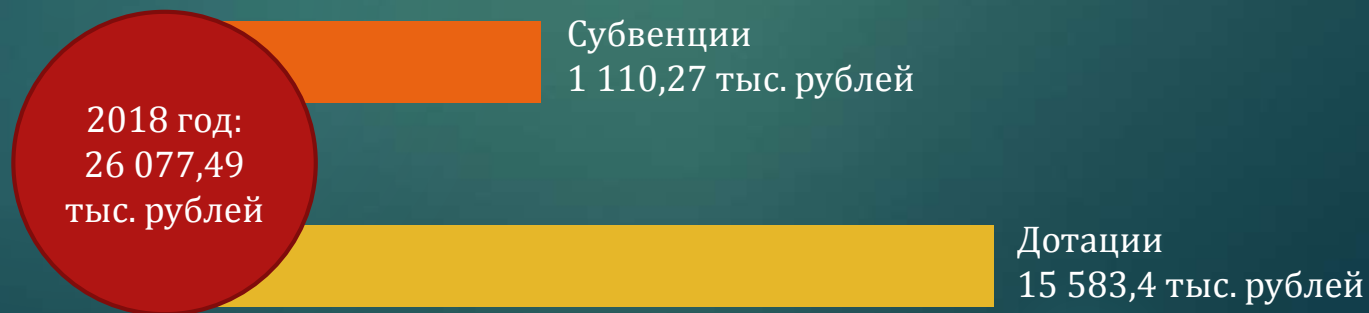 Субвенции
1 110,27 тыс. рублей
2018 год:
26 077,49
тыс. рублей
Дотации
15 583,4 тыс. рублей